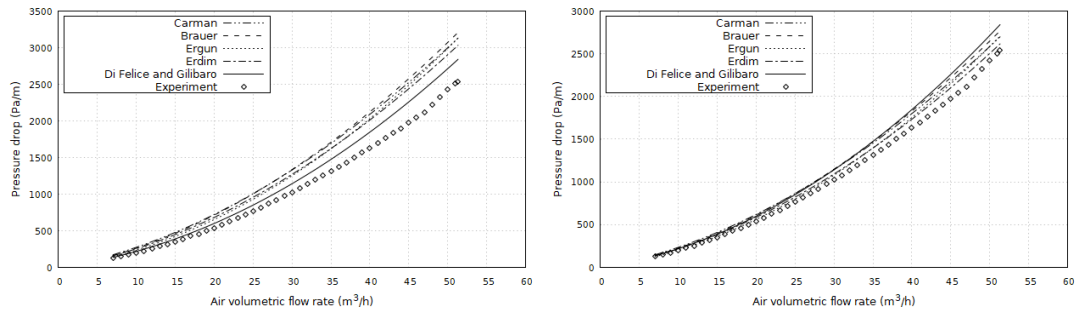 3500
3000
2500
2000
1500
1000
500
0
Pressure drop (Pa/m)
Carman
Brauer
Ergun
Erdim
Di Felice and Gilibaro
Experiment
0 5 10 15 20 25 30 35 40 45 50 55 60
Air volumetric flow rate (m³/h)
3000
2500
2000
1500
1000
500
0
Pressure drop (Pa/m)
Carman
Brauer
Ergun
Erdim
Di Felice and Gilibaro
Experiment
0 5 10 15 20 25 30 35 40 45 50 55 60
Air volumetric flow rate (m³/h)